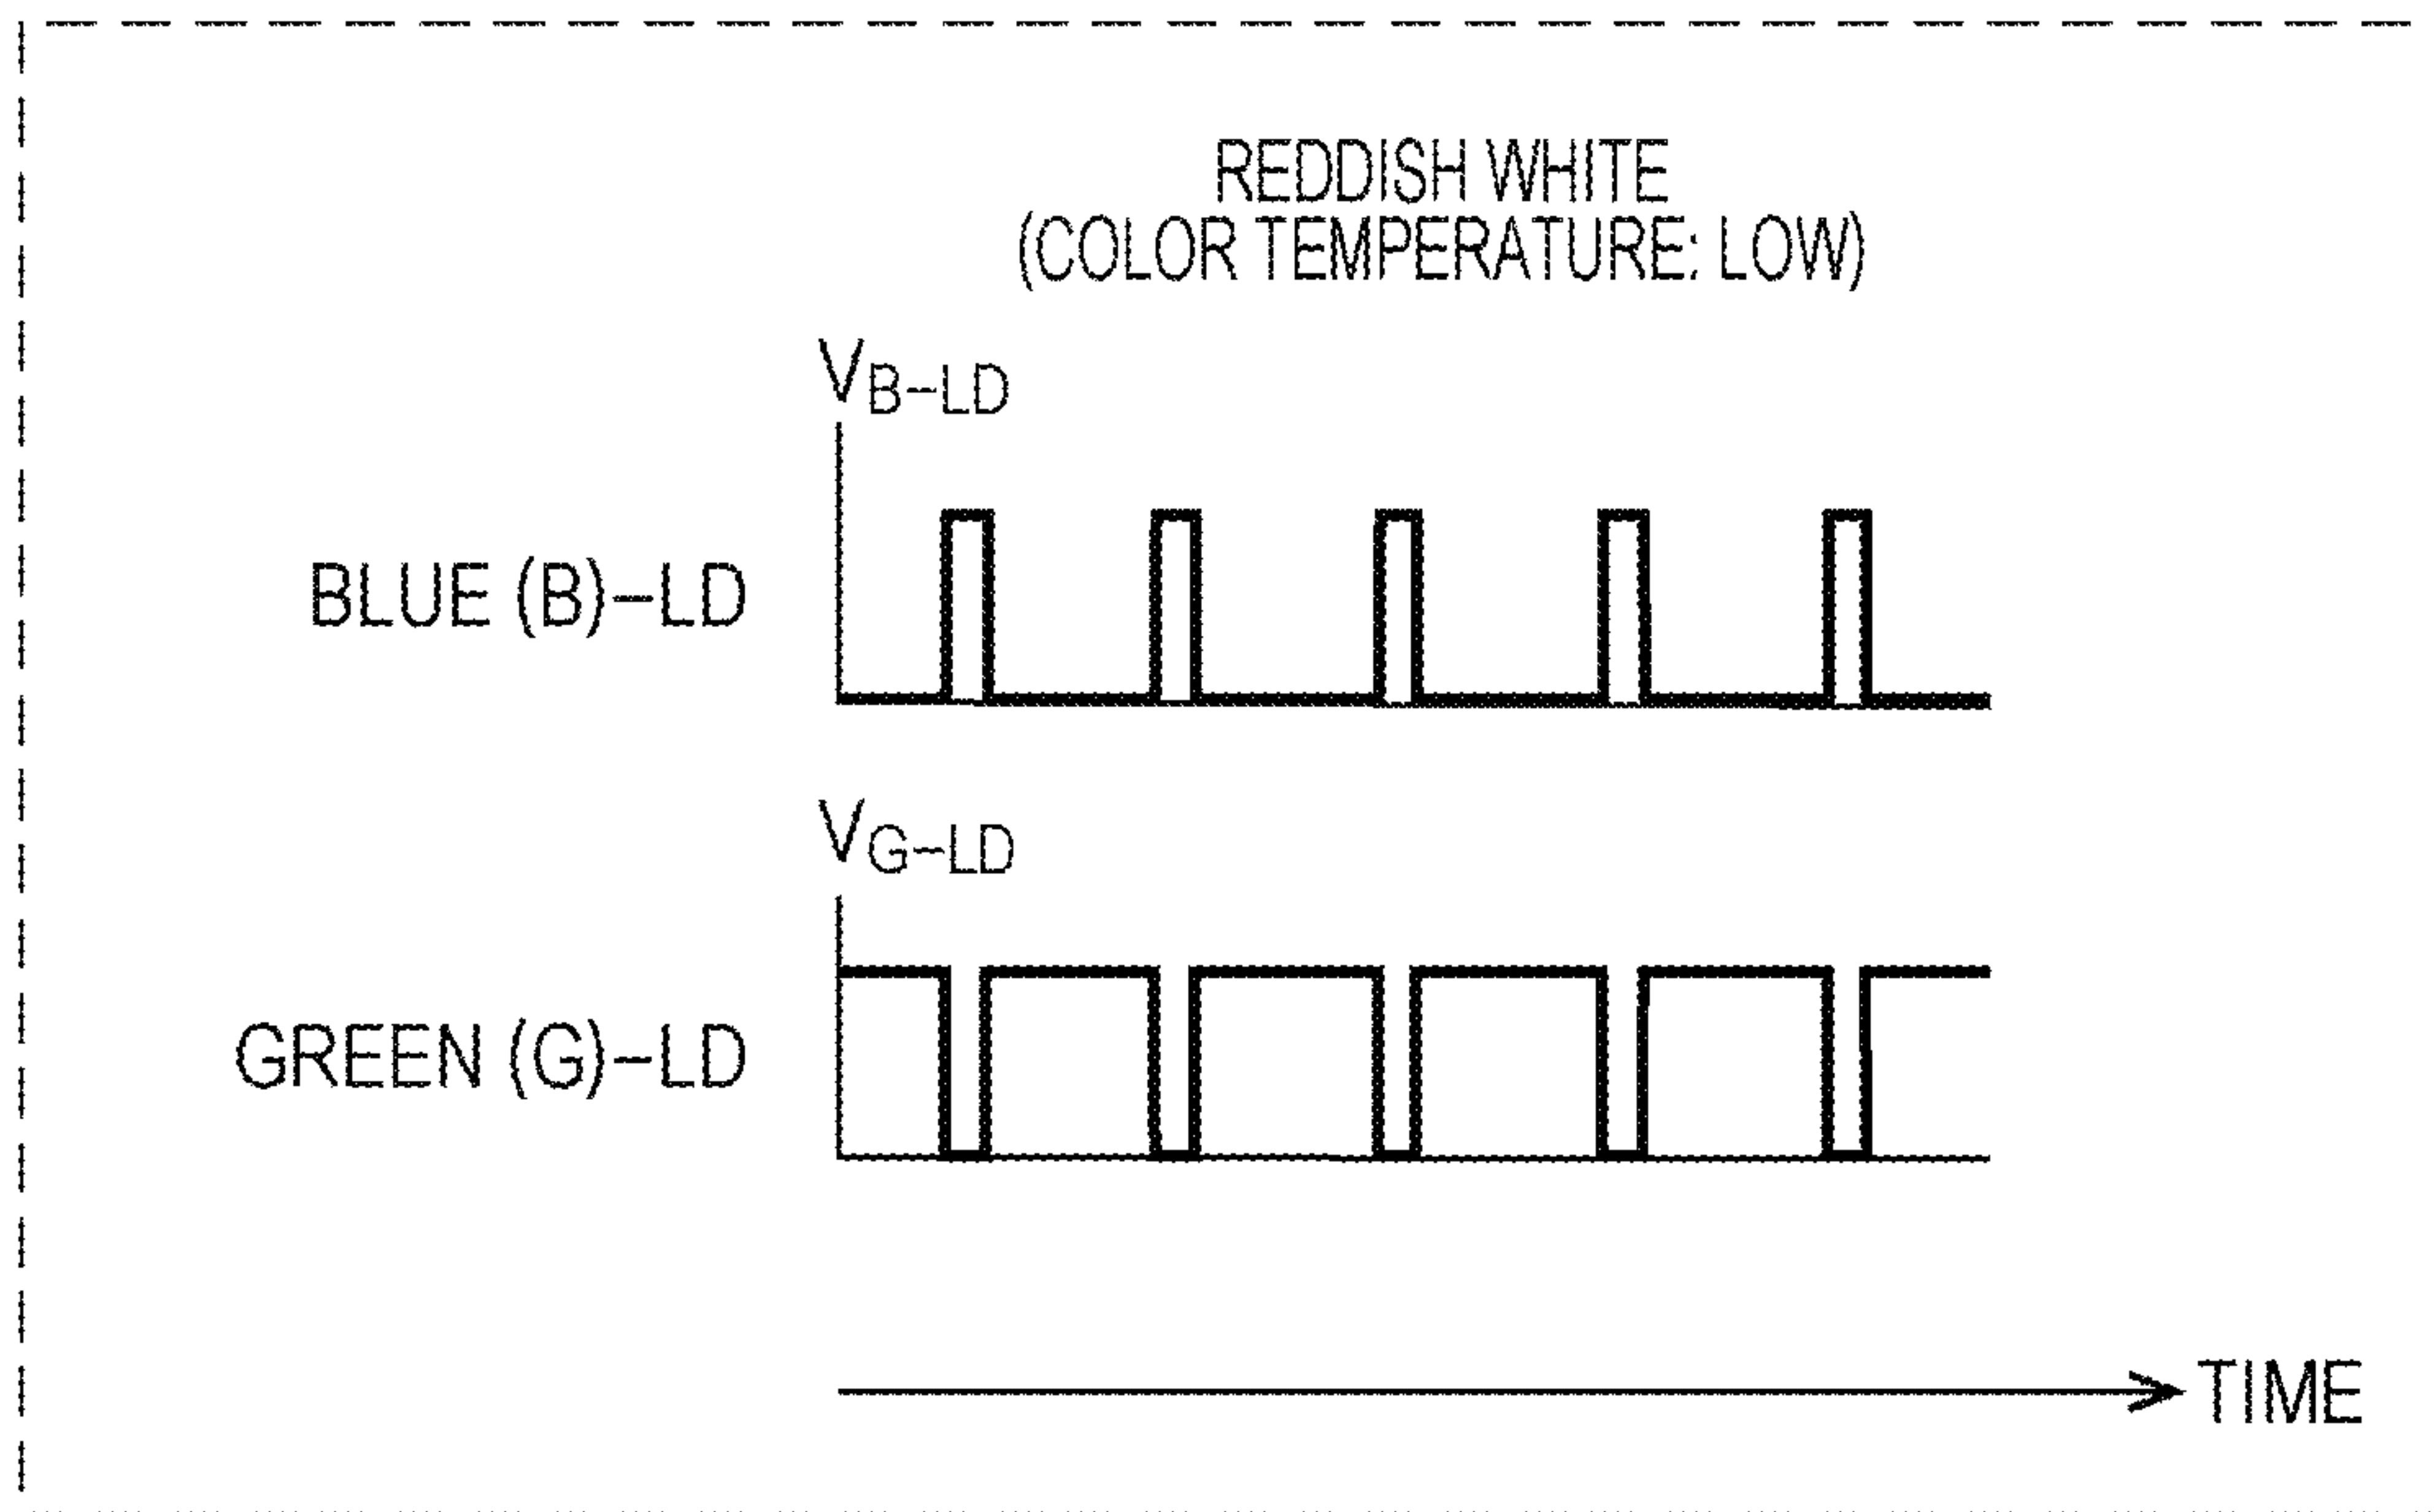 REDDISH WHITE
(COLOR TEMPERATURE: LOW)
VB-LD
BLUE (B)-LD
VG-LD
GREEN (G)-LD
TIME